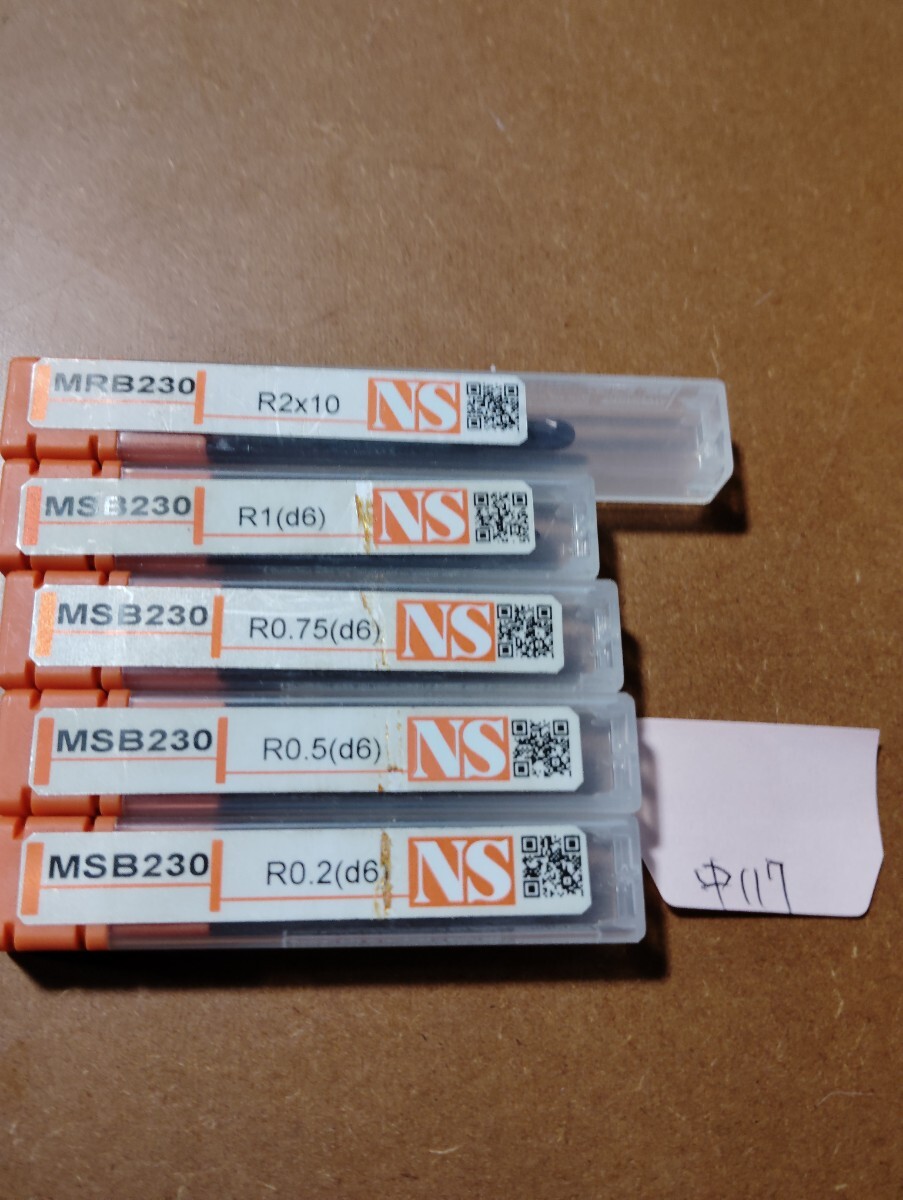 MRB230 R2x10 NS
MSB230 R1(d6) NS
MSB230 R0.75(d6) NS
MSB230 R0.5(d6) NS
MSB230 R0.2(d6) NS
中117